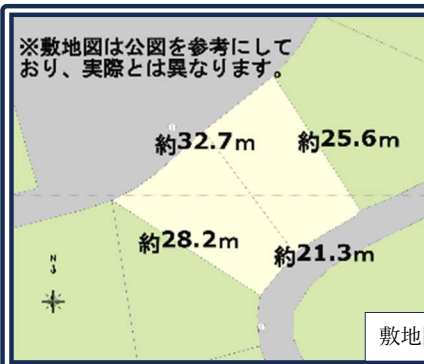 ※敷地図は公図を参考にして
おり、実際とは異なります。
約32.7m
約25.6m
約28.2m
約21.3m
N
敷地